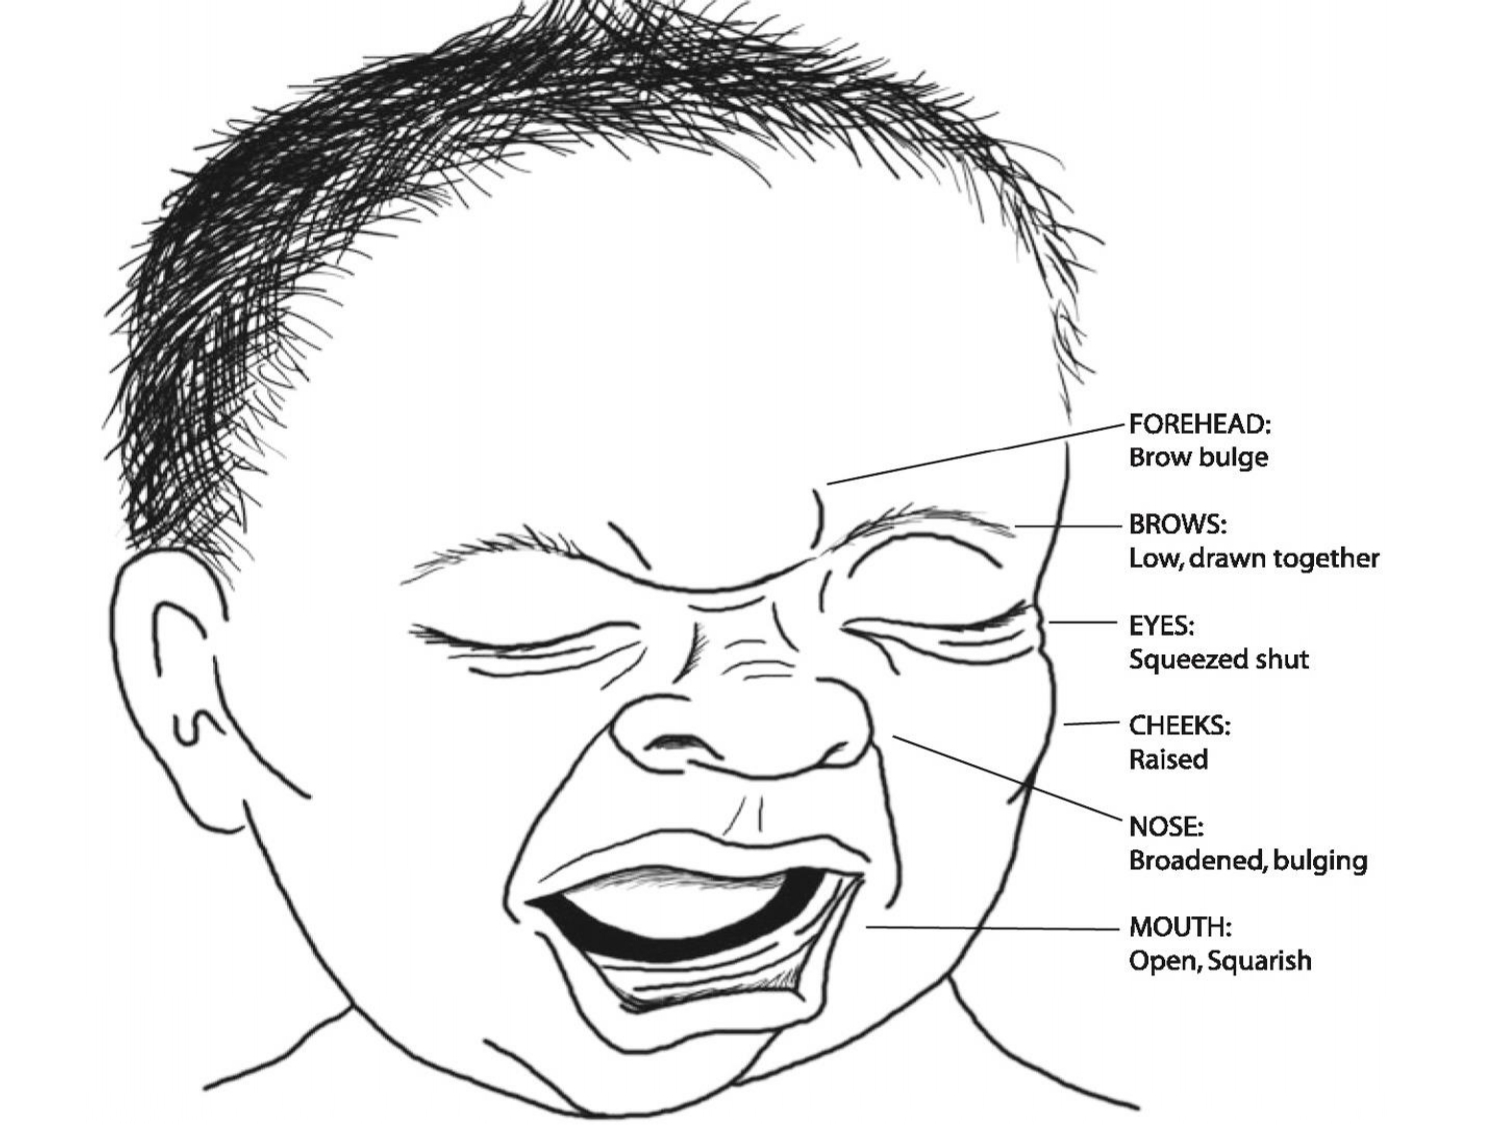 FOREHEAD:
Brow bulge
BROWS:
Low, drawn together
EYES:
Squeezed shut
CHEEKS:
Raised
NOSE:
Broadened, bulging
MOUTH:
Open, Squarish